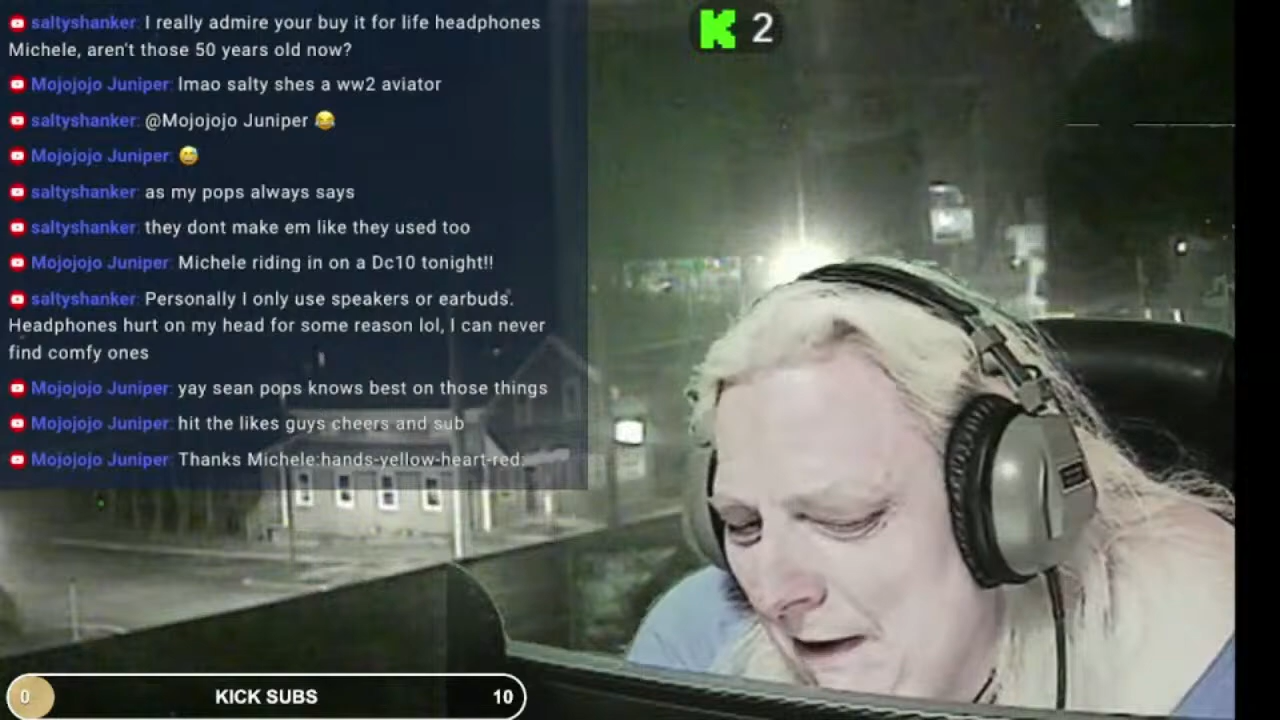 saltyshanker: I really admire your buy it for life headphones
Michele, aren't those 50 years old now?
Mojojojo Juniper: lmao salty shes a ww2 aviator
saltyshanker: @Mojojojo Juniper 😂
Mojojojo Juniper: 😅
saltyshanker: as my pops always says
saltyshanker: they dont make em like they used too
Mojojojo Juniper: Michele riding in on a Dc10 tonight!!
saltyshanker: Personally I only use speakers or earbuds.
Headphones hurt on my head for some reason lol, I can never
find comfy ones
Mojojojo Juniper: yay sean pops knows best on those things
Mojojojo Juniper: hit the likes guys cheers and sub
Mojojojo Juniper: Thanks Michele:hands-yellow-heart-red:
K 2
0 KICK SUBS 10